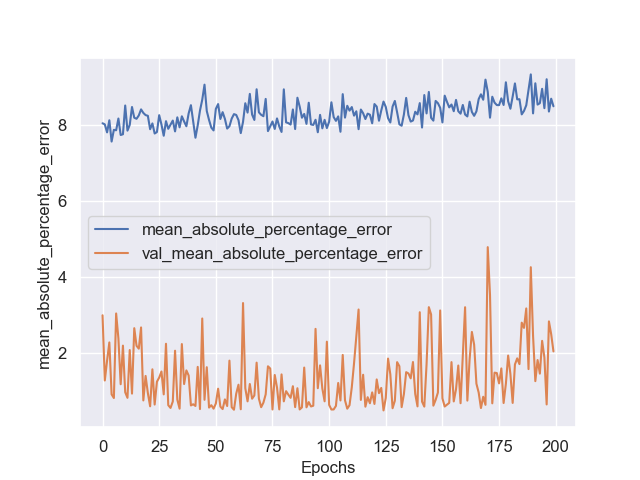 mean_absolute_percentage_error
8
6
4
2
mean_absolute_percentage_error
val_mean_absolute_percentage_error
0 25 50 75 100 125 150 175 200
Epochs